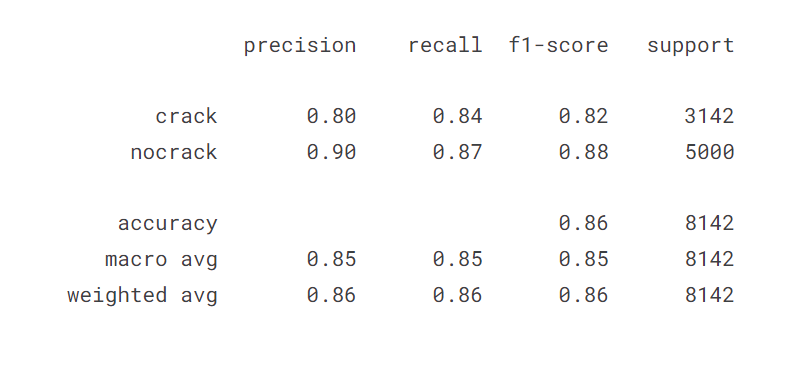 precision recall f1-score support
crack 0.80 0.84 0.82 3142
nocrack 0.90 0.87 0.88 5000
accuracy 0.86 8142
macro avg 0.85 0.85 0.85 8142
weighted avg 0.86 0.86 0.86 8142